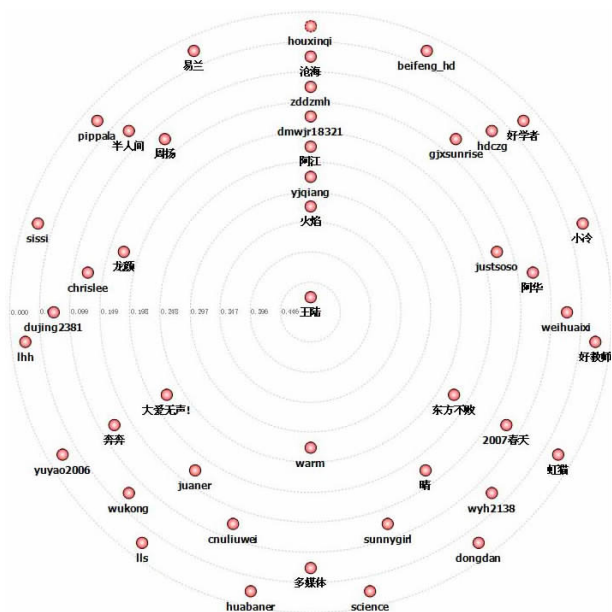 houxinqi
易兰
沧海
beifeng_hd
zddzmh
pippala
半人间
周扬
dmwjr18321
阿江
gjxsunrise
hdczg
好学者
yjqiang
火焰
sissi
小冷
龙颜
justsoso
chrislee
阿华
0.000
0.099
0.149
0.198
0.297
0.347
0.396
0.446
王陆
dujing2381
weihuaixi
lhh
好教师
大爱无声!
东方不败
奔奔
2007春天
warm
yuyao2006
juaner
晴
虹猫
wukong
wyh2138
cnuliuwei
sunnygirl
lls
dongdan
多媒体
huabaner
science